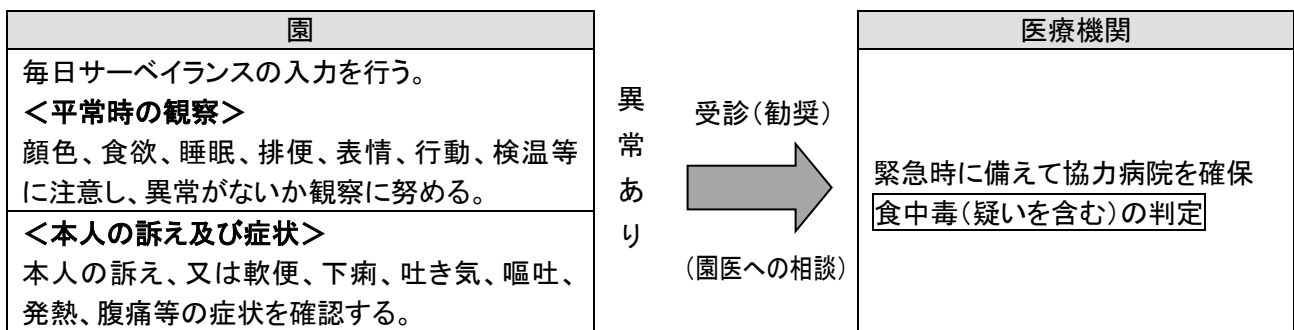 園
毎日サーベイランスの入力を行う。
＜平常時の観察＞
顔色、食欲、睡眠、排便、表情、行動、検温等
に注意し、異常がないか観察に努める。
＜本人の訴え及び症状＞
本人の訴え、又は軟便、下痢、吐き気、嘔吐、
発熱、腹痛等の症状を確認する。
異常あり
受診（勧奨）
（園医への相談）
医療機関
緊急時に備えて協力病院を確保
食中毒（疑いを含む）の判定